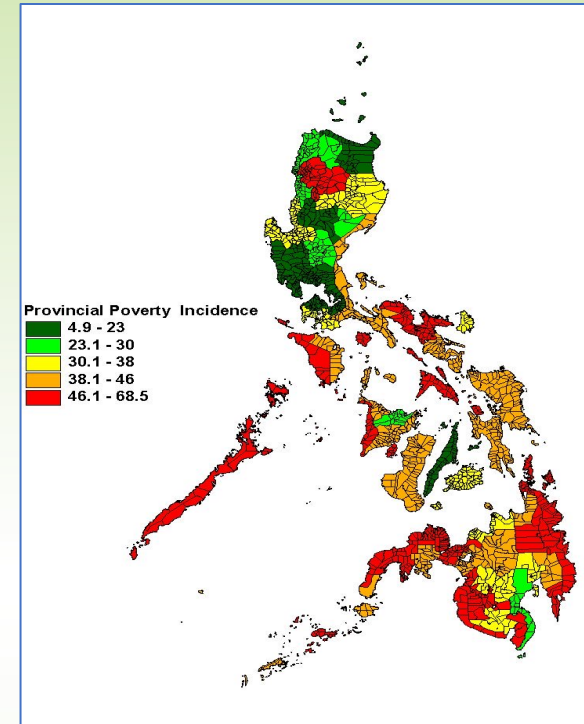 Provincial Poverty Incidence
4.9 - 23
23.1 - 30
30.1 - 38
38.1 - 46
46.1 - 68.5